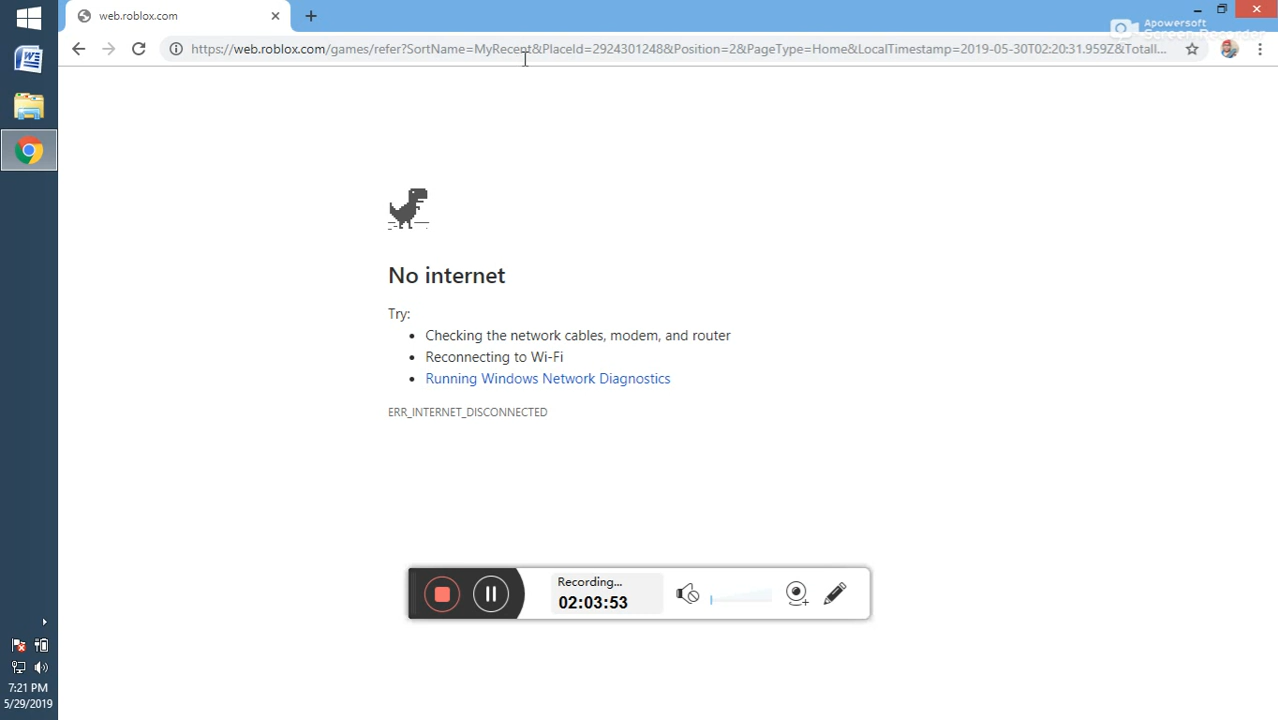 web.roblox.com
Apowersoft
Screen Recorder
https://web.roblox.com/games/refer?SortName=MyRecent&PlaceId=2924301248&Position=2&PageType=Home&LocalTimestamp=2019-05-30T02:20:31.959Z&Totall...
No internet
Try:
Checking the network cables, modem, and router
Reconnecting to Wi-Fi
Running Windows Network Diagnostics
ERR_INTERNET_DISCONNECTED
Recording...
02:03:53
7:21 PM
5/29/2019